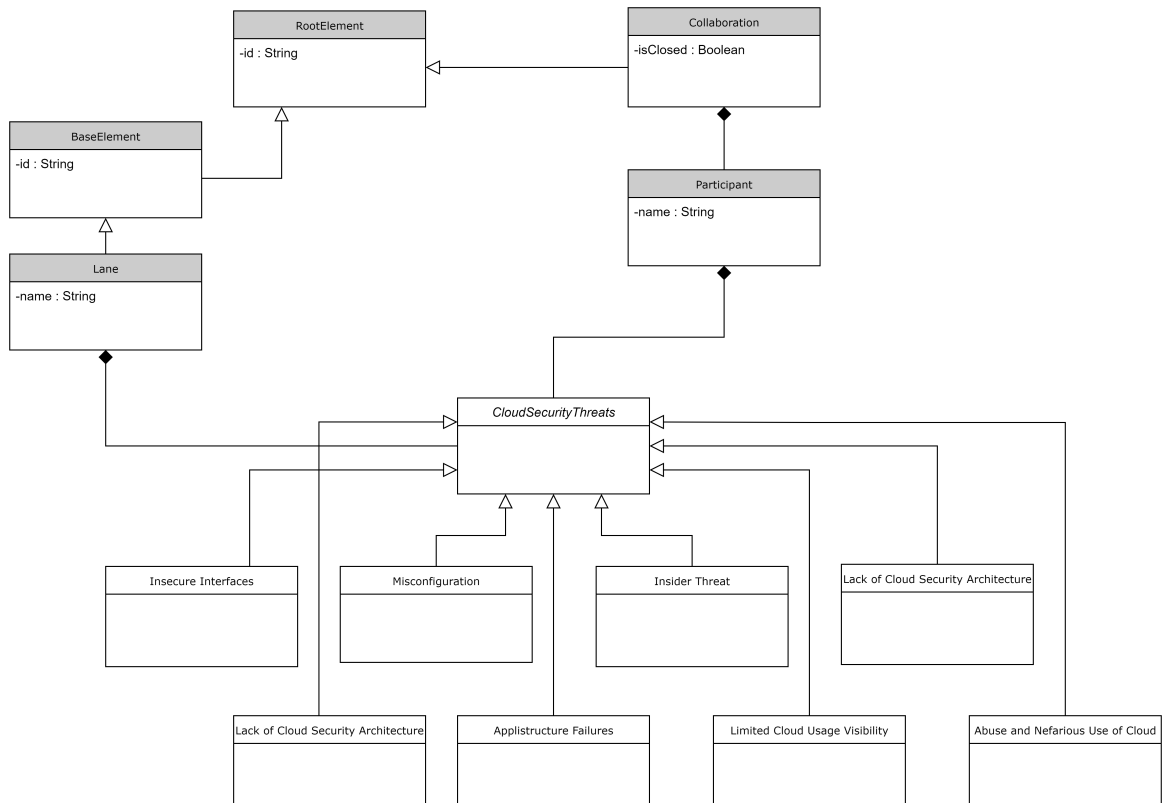 RootElement
-id : String
Collaboration
-isClosed : Boolean
BaseElement
-id : String
Participant
-name : String
Lane
-name : String
CloudSecurityThreats
Insecure Interfaces
Misconfiguration
Insider Threat
Lack of Cloud Security Architecture
Lack of Cloud Security Architecture
Applistructure Failures
Limited Cloud Usage Visibility
Abuse and Nefarious Use of Cloud